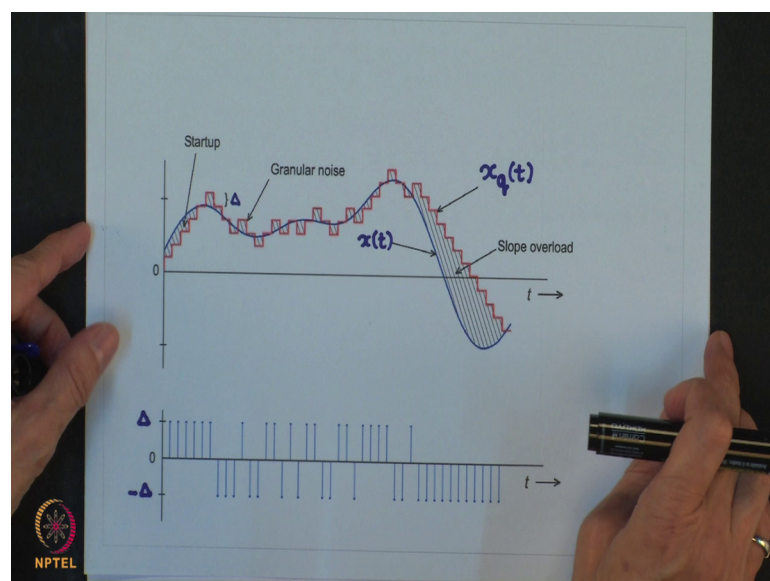 Startup
Granular noise
} Δ
x_q(t)
x(t)
Slope overload
0
t →
Δ
0
-Δ
t →
NPTEL